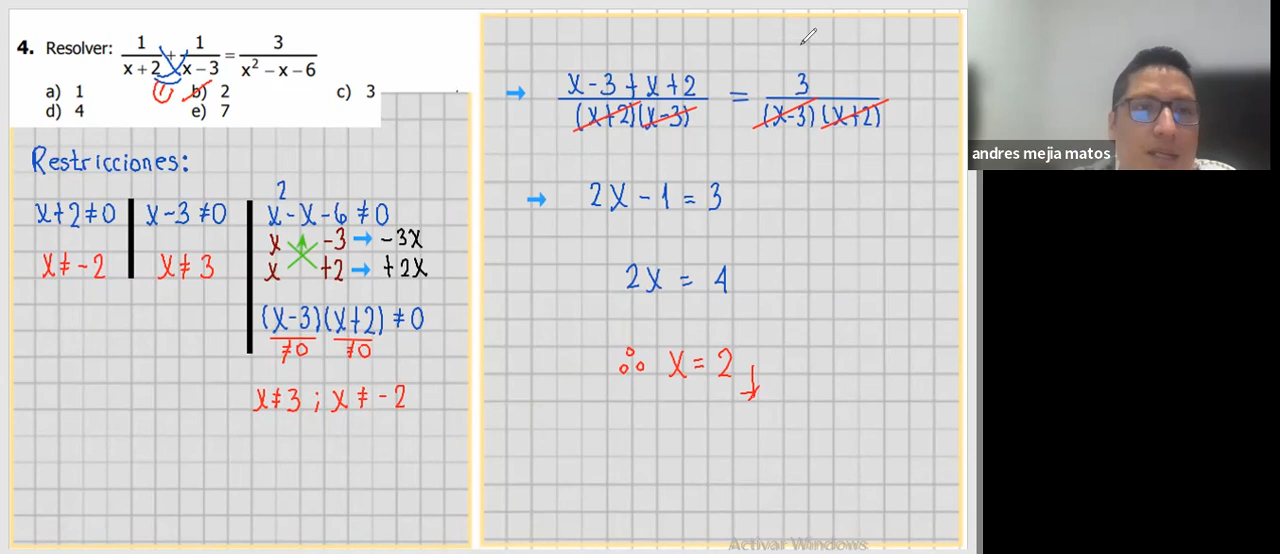 4. Resolver: 1/(x + 2) + 1/(x − 3) = 3/(x² − x − 6)
a) 1 b) 2 c) 3
d) 4 e) 7
Restricciones:
x+2≠0 | x-3≠0 | x²-x-6≠0
x -3 → -3x
x≠-2 x≠3 x +2 → +2x
(x-3)(x+2)≠0
≠0 ≠0
x≠3 ; x≠-2
→ (x-3+x+2)/((x+2)(x-3)) = 3/((x-3)(x+2))
→ 2x-1=3
2x = 4
∴ x=2
andres mejia matos
Activar Windows